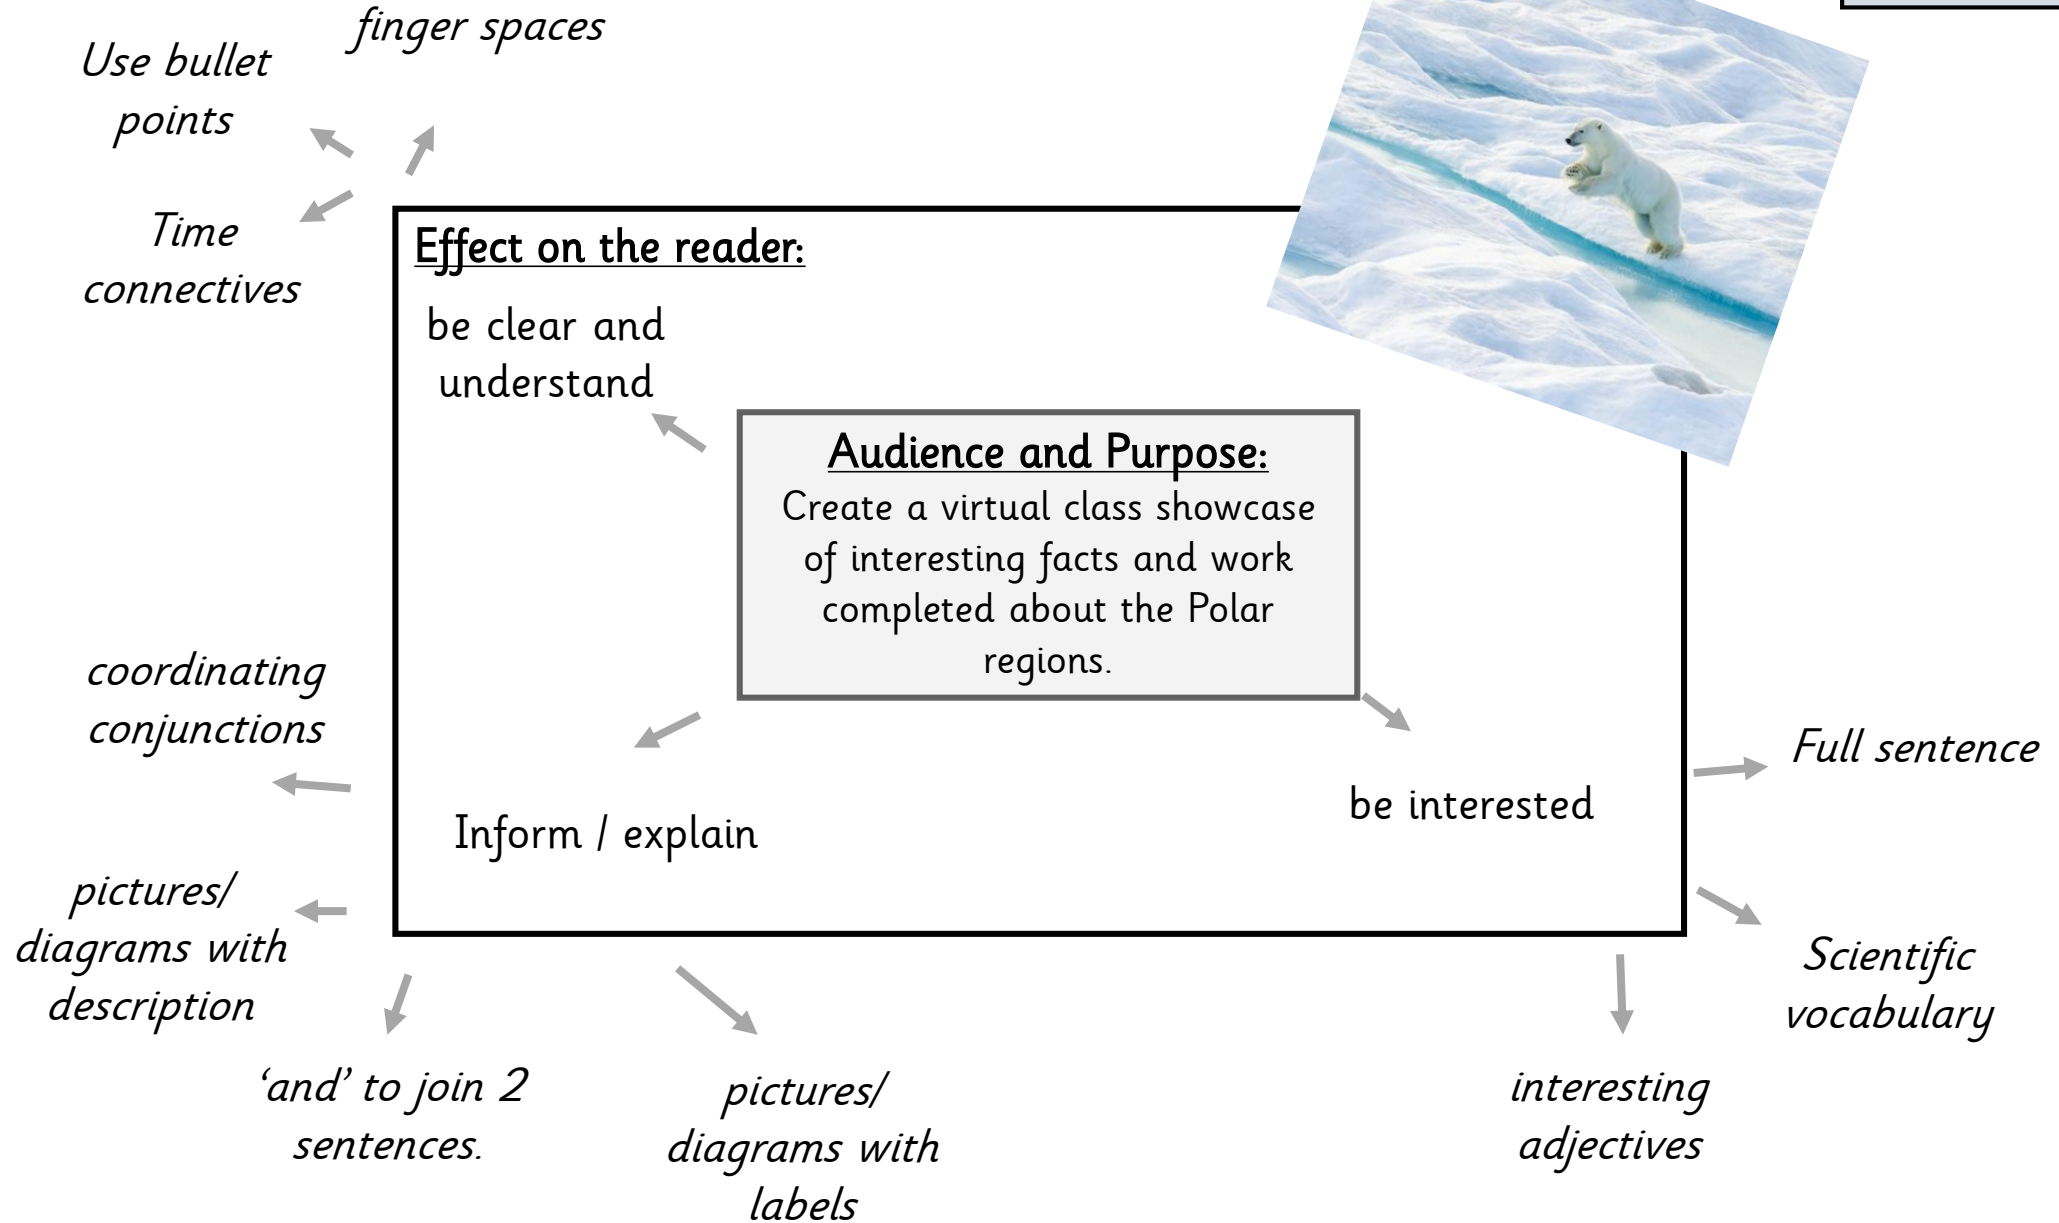 finger spaces
Use bullet
points
Time
connectives
Effect on the reader:
be clear and
understand
Audience and Purpose:
Create a virtual class showcase
of interesting facts and work
completed about the Polar
regions.
Inform / explain
be interested
coordinating
conjunctions
pictures/
diagrams with
description
‘and’ to join 2
sentences.
pictures/
diagrams with
labels
Full sentence
Scientific
vocabulary
interesting
adjectives